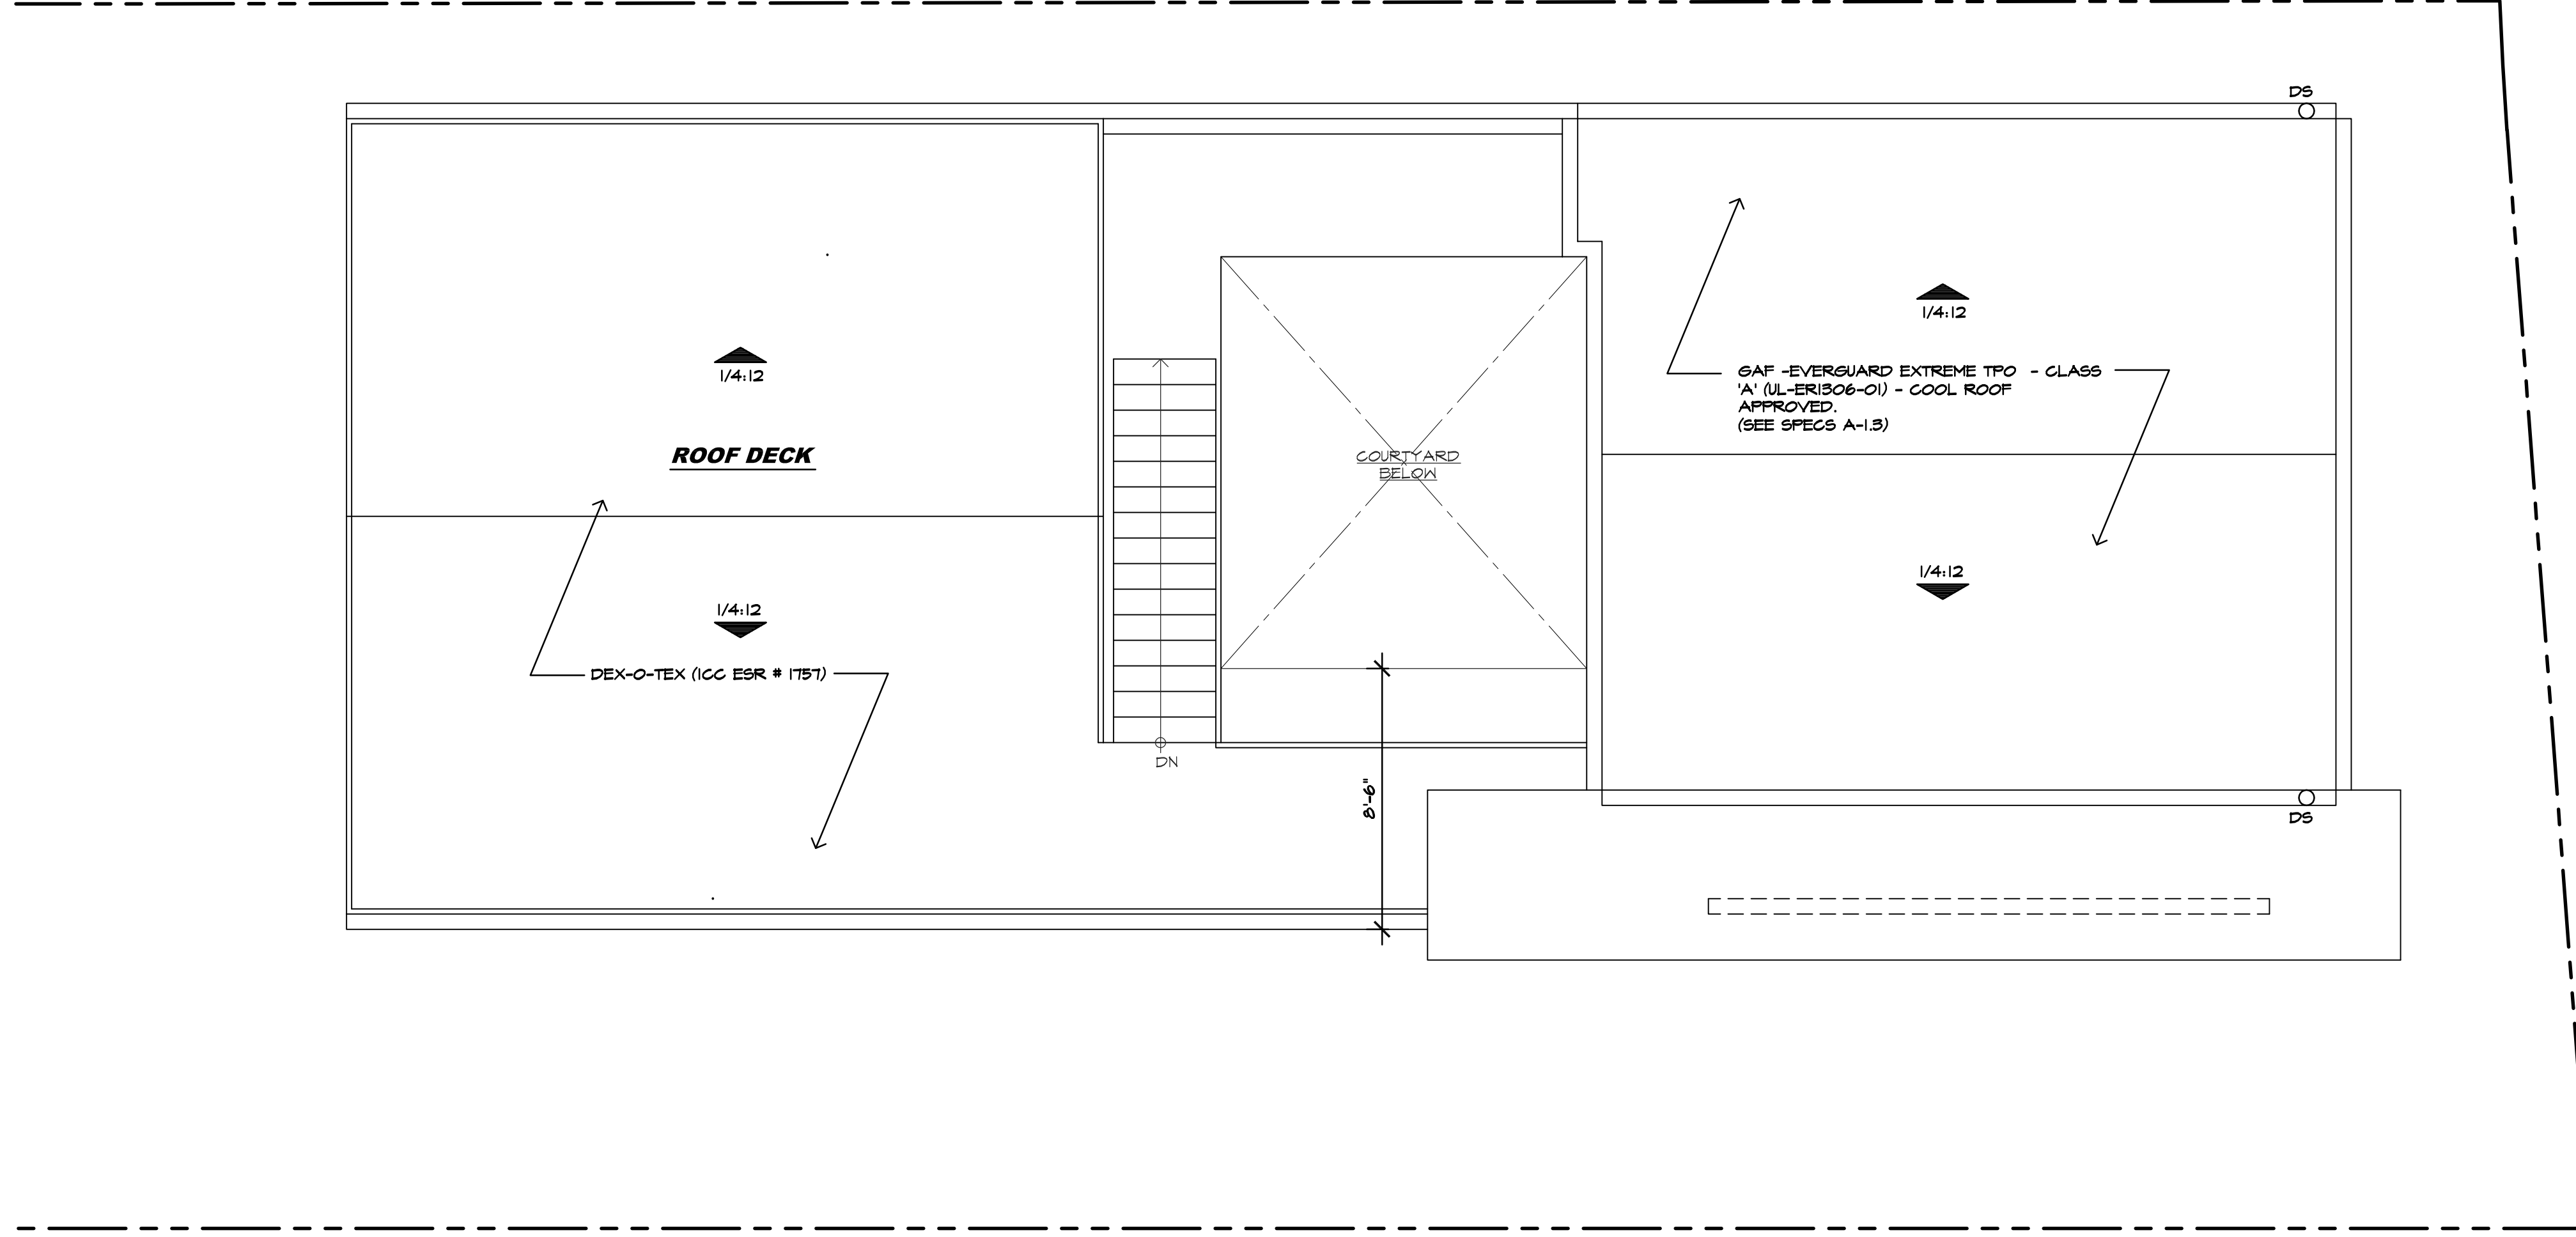 DS
1/4:12
1/4:12
GAF -EVERGUARD EXTREME TPO - CLASS
'A' (UL-ER1306-01) - COOL ROOF
APPROVED.
(SEE SPECS A-1.3)
ROOF DECK
COURTYARD
BELOW
1/4:12
1/4:12
DEX-O-TEX (ICC ESR # 1757)
DN
8'-6"
DS